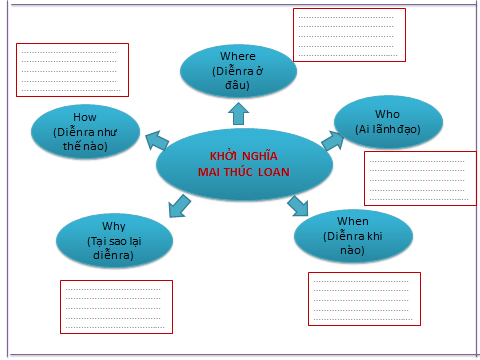 Where
(Diễn ra ở
đâu)
How
(Diễn ra như
thế nào)
Who
(Ai lãnh đạo)
KHỞI NGHĨA
MAI THÚC LOAN
Why
(Tại sao lại
diễn ra)
When
(Diễn ra khi
nào)